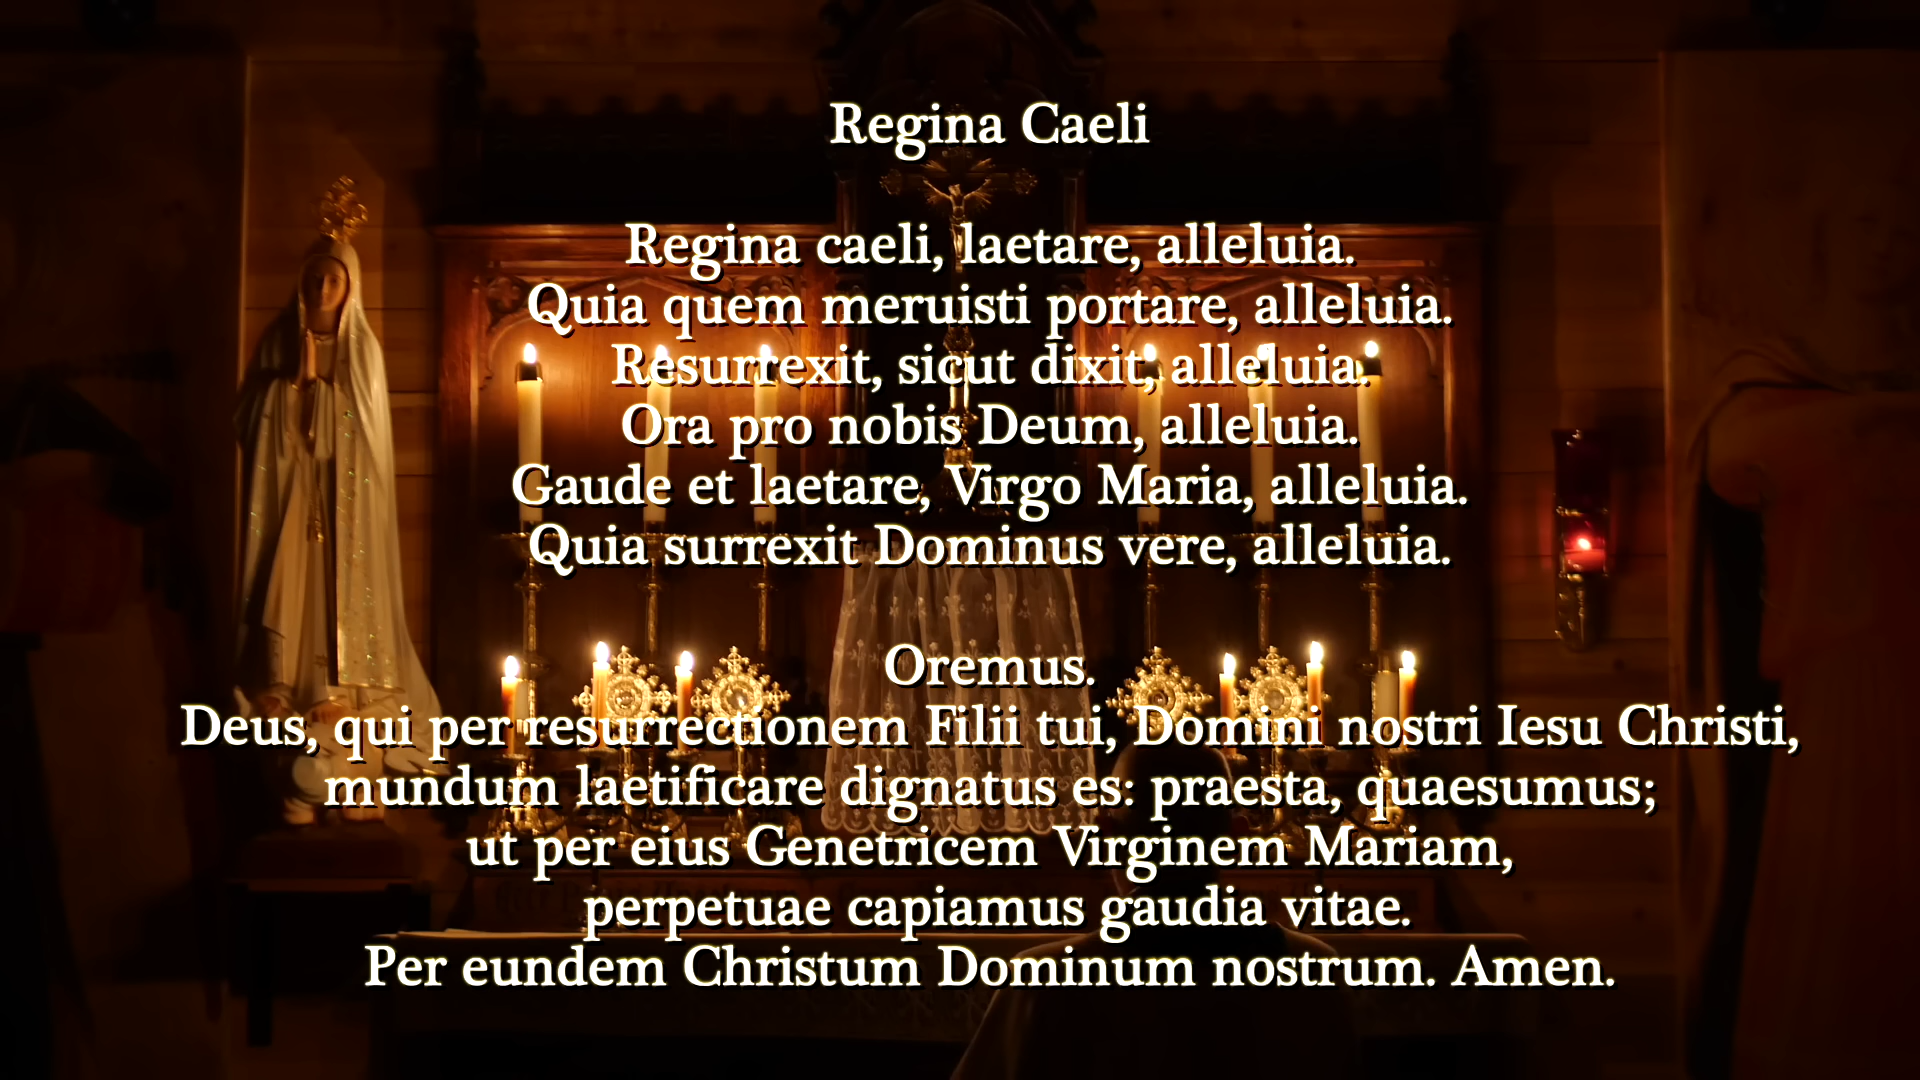 Regina Caeli
Regina caeli, laetare, alleluia.
Quia quem meruisti portare, alleluia.
Resurrexit, sicut dixit, alleluia.
Ora pro nobis Deum, alleluia.
Gaude et laetare, Virgo Maria, alleluia.
Quia surrexit Dominus vere, alleluia.
Oremus.
Deus, qui per resurrectionem Filii tui, Domini nostri Iesu Christi,
mundum laetificare dignatus es: praesta, quaesumus;
ut per eius Genetricem Virginem Mariam,
perpetuae capiamus gaudia vitae.
Per eundem Christum Dominum nostrum. Amen.